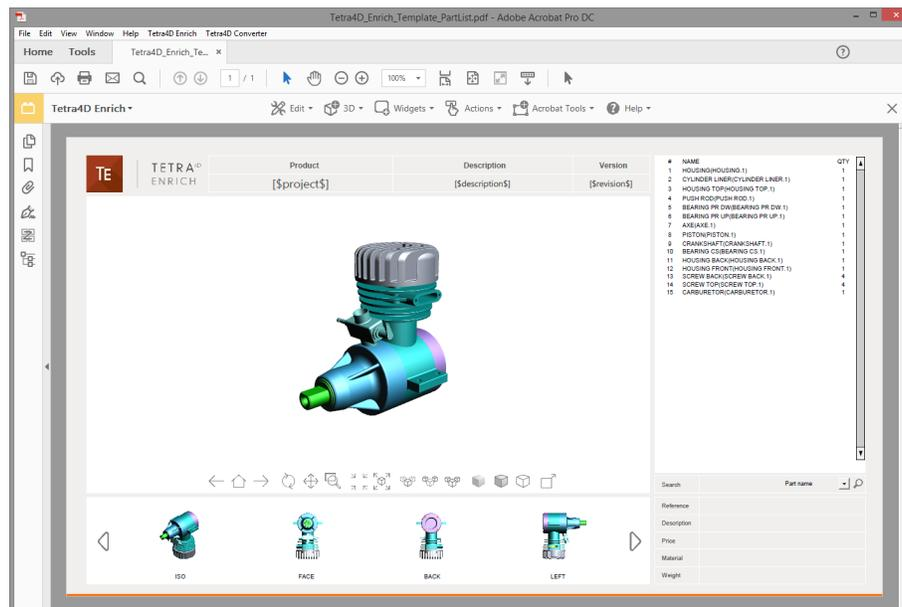 Tetra4D_Enrich_Template_PartList.pdf - Adobe Acrobat Pro DC
File Edit View Window Help Tetra4D Enrich Tetra4D Converter
Home Tools Tetra4D_Enrich_Te... ×
1 / 1 100%
Tetra4D Enrich Edit 3D Widgets Actions Acrobat Tools Help
TE
TETRA4D
ENRICH
Product Description Version
[$project$] [$description$] [$revision$]
# NAME QTY
1 HOUSING(HOUSING.1) 1
2 CYLINDER LINER(CYLINDER LINER.1) 1
3 HOUSING TOP(HOUSING TOP.1) 1
4 PUSH ROD(PUSH ROD.1) 1
5 BEARING PR DW(BEARING PR DW.1) 1
6 BEARING PR UP(BEARING PR UP.1) 1
7 AXE(AXE.1) 1
8 PISTON(PISTON.1) 1
9 CRANKSHAFT(CRANKSHAFT.1) 1
10 BEARING CS(BEARING CS.1) 1
11 HOUSING BACK(HOUSING BACK.1) 1
12 HOUSING FRONT(HOUSING FRONT.1) 1
13 SCREW BACK(SCREW BACK.1) 4
14 SCREW TOP(SCREW TOP.1) 4
15 CARBURETOR(CARBURETOR.1) 1
Search Part name
Reference
Description
Price
Material
Weight
ISO FACE BACK LEFT